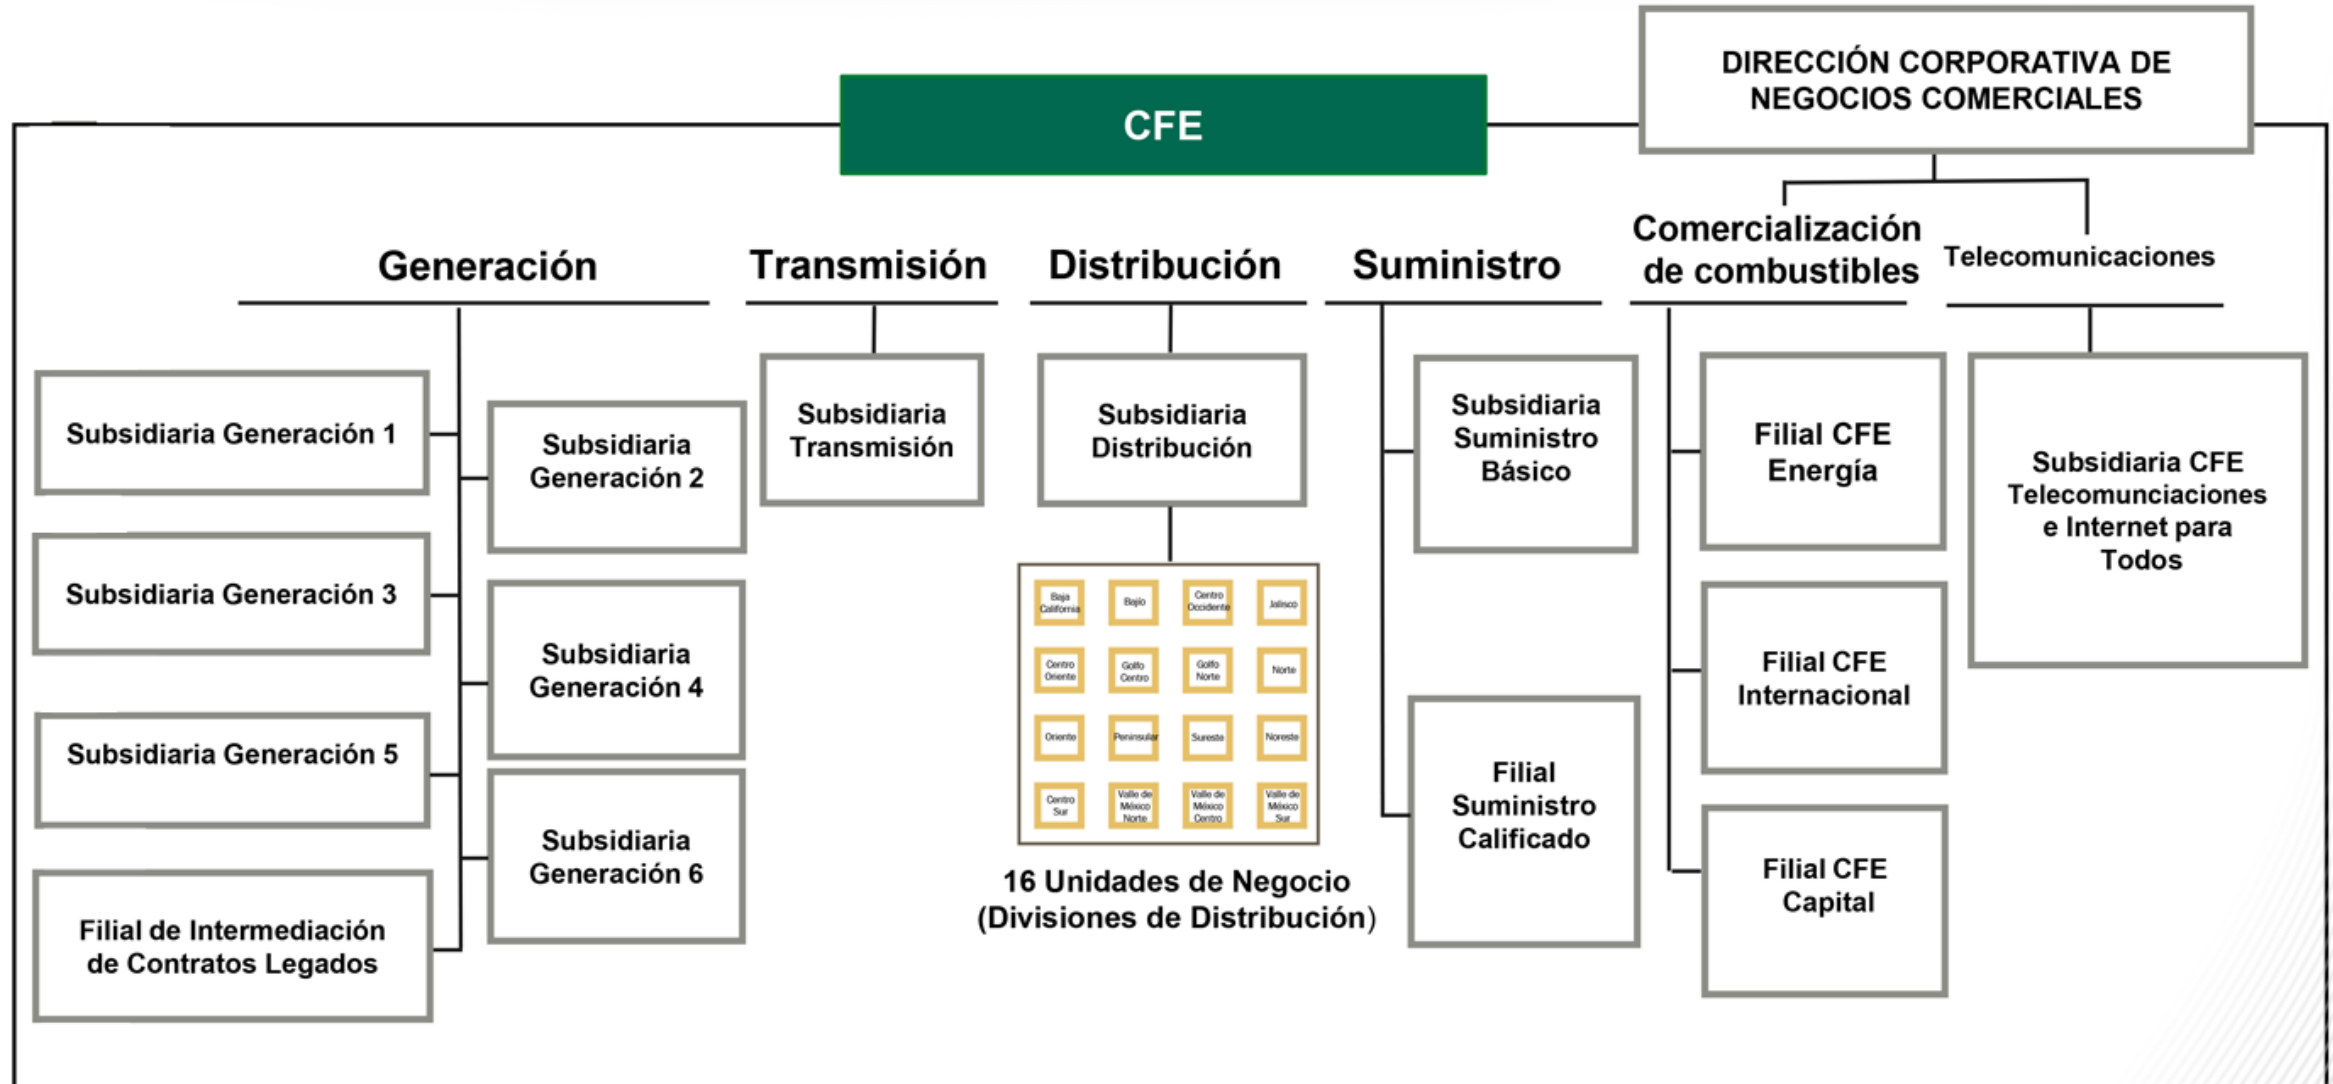 DIRECCIÓN CORPORATIVA DE
NEGOCIOS COMERCIALES
CFE
Generación
Transmisión
Distribución
Suministro
Comercialización
de combustibles
Telecomunicaciones
Subsidiaria Generación 1
Subsidiaria
Generación 2
Subsidiaria Generación 3
Subsidiaria
Generación 4
Subsidiaria Generación 5
Subsidiaria
Generación 6
Filial de Intermediación
de Contratos Legados
Subsidiaria
Transmisión
Subsidiaria
Distribución
Baja
California
Bajío
Centro
Occidente
Jalisco
Centro
Oriente
Golfo
Centro
Golfo
Norte
Norte
Oriente
Peninsular
Sureste
Noreste
Centro
Sur
Valle de
México
Norte
Valle de
México
Centro
Valle de
México
Sur
16 Unidades de Negocio
(Divisiones de Distribución)
Subsidiaria
Suministro
Básico
Filial
Suministro
Calificado
Filial CFE
Energía
Filial CFE
Internacional
Filial CFE
Capital
Subsidiaria CFE
Telecomunciaciones
e Internet para
Todos